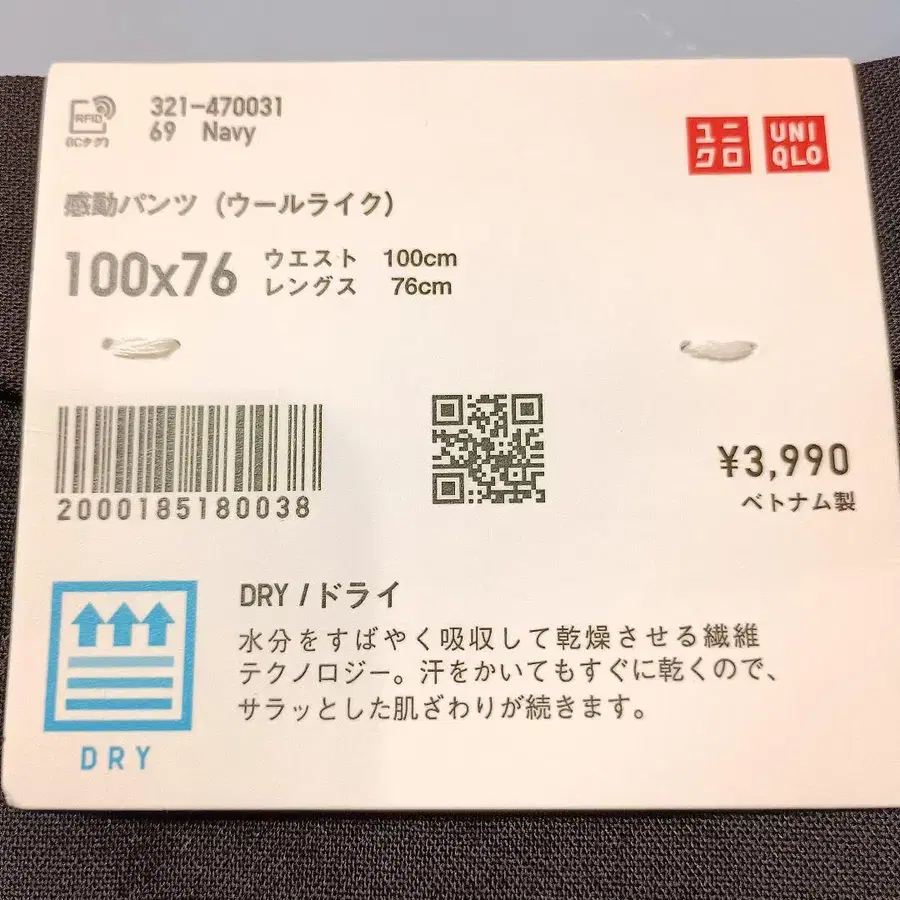 RFID
(ICタグ)
321-470031
69 Navy
ユニ
クロ
UNI
QLO
感動パンツ（ウールライク）
100x76
ウエスト 100cm
レングス 76cm
2000185180038
¥3,990
ベトナム製
DRY
DRY / ドライ
水分をすばやく吸収して乾燥させる繊維
テクノロジー。汗をかいてもすぐに乾くので、
サラッとした肌ざわりが続きます。